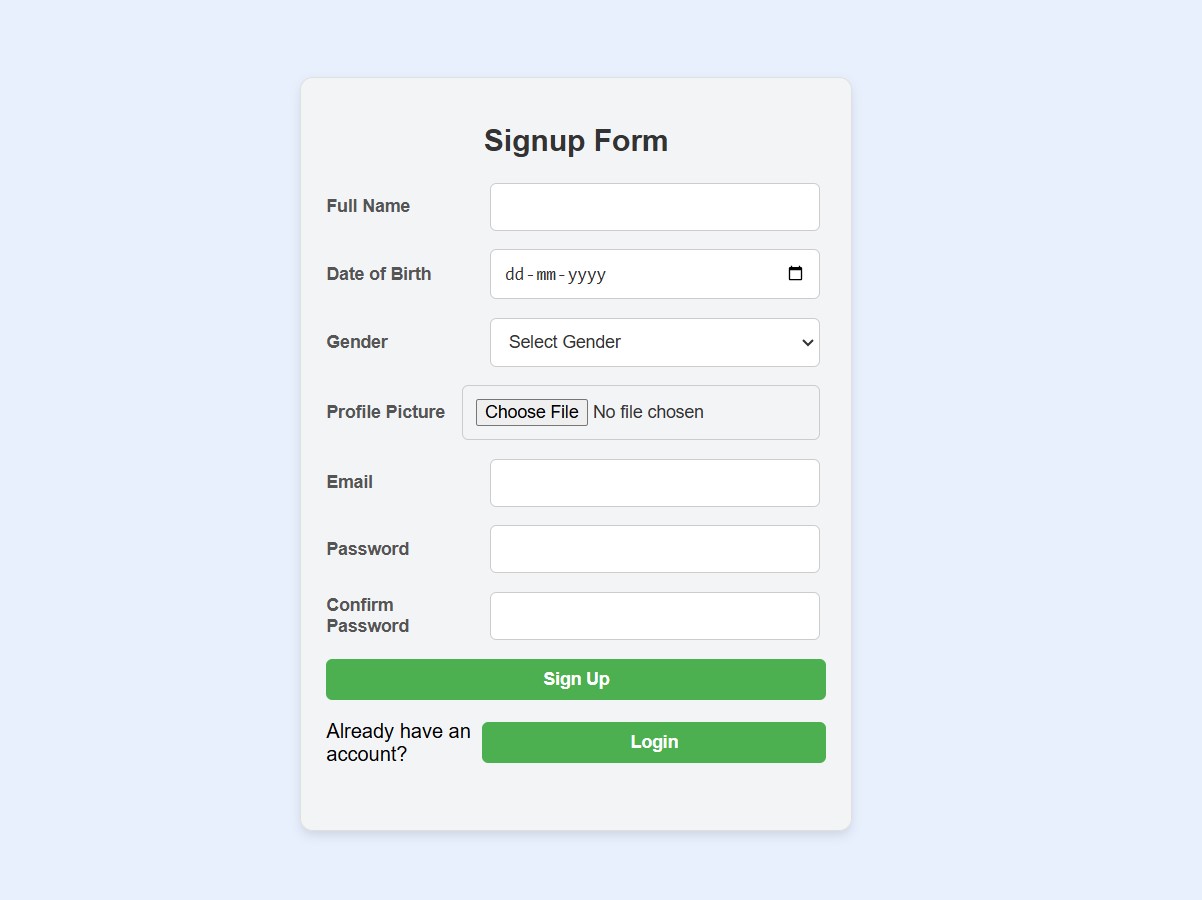 Signup Form
Full Name
Date of Birth
dd-mm-yyyy
Gender
Select Gender
Profile Picture
Choose File No file chosen
Email
Password
Confirm
Password
Sign Up
Already have an
account?
Login